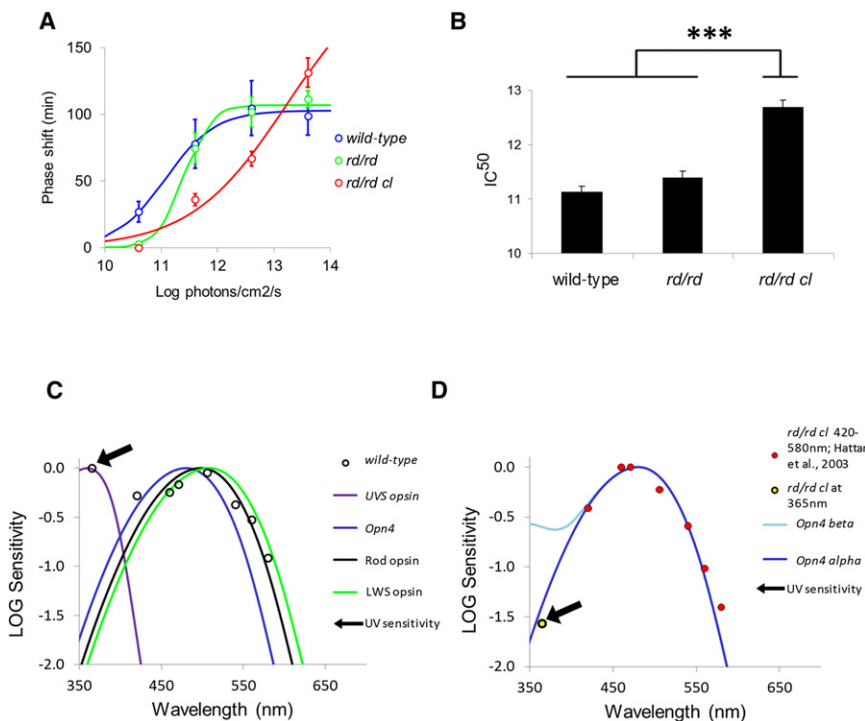 A
Phase shift (min)
150
100
50
0
10 11 12 13 14
Log photons/cm2/s
wild-type
rd/rd
rd/rd cl
B
***
IC50
13
12
11
10
wild-type rd/rd rd/rd cl
C
LOG Sensitivity
0.0
-0.5
-1.0
-1.5
-2.0
350 450 550 650
Wavelength (nm)
wild-type
UVS opsin
Opn4
Rod opsin
LWS opsin
UV sensitivity
D
LOG Sensitivity
0.0
-0.5
-1.0
-1.5
-2.0
350 450 550 650
Wavelength (nm)
rd/rd cl 420-
580nm; Hattar
et al., 2003
rd/rd cl at
365nm
Opn4 beta
Opn4 alpha
UV sensitivity